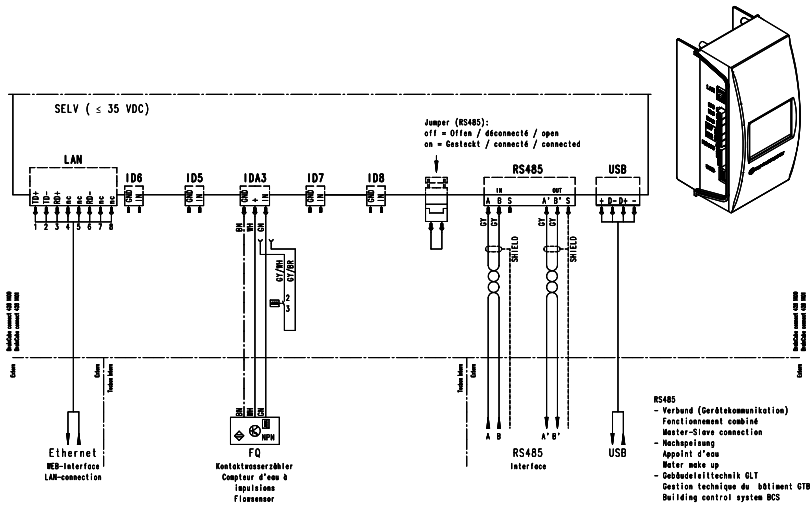 SELV ( ≤ 35 VDC)
Jumper (RS485):
off = Offen / déconnecté / open
on = Gesteckt / connecté / connected
LAN
ID6
ID5
IDA3
ID7
ID8
RS485
USB
IN
OUT
TD+
TD-
RD+
nc
nc
RD-
nc
nc
GND
IN
GND
IN
GND
+
IN
GND
IN
GND
IN
A
B
S
A'
B'
S
+
D-
D+
-
1 2 3 4 5 6 7 8
BN
WH
GN
GY/WH
GY/BR
2
3
GY
GY
SHIELD
GY
GY
SHIELD
Extern
Extern
Extern
Extern
BN
WH
GN
NPN
A B
A' B'
Ethernet
WEB-Interface
LAN-connection
FQ
Kontaktwasserzähler
Compteur d'eau à
impulsions
Flowsensor
RS485
Interface
USB
RS485
- Verbund (Gerätekommunikation)
Fonctionnement combiné
Master-Slave connection
- Nachspeisung
Appoint d'eau
Water make up
- Gebäudeleittechnik GLT
Gestion technique du bâtiment GTB
Building control system BCS